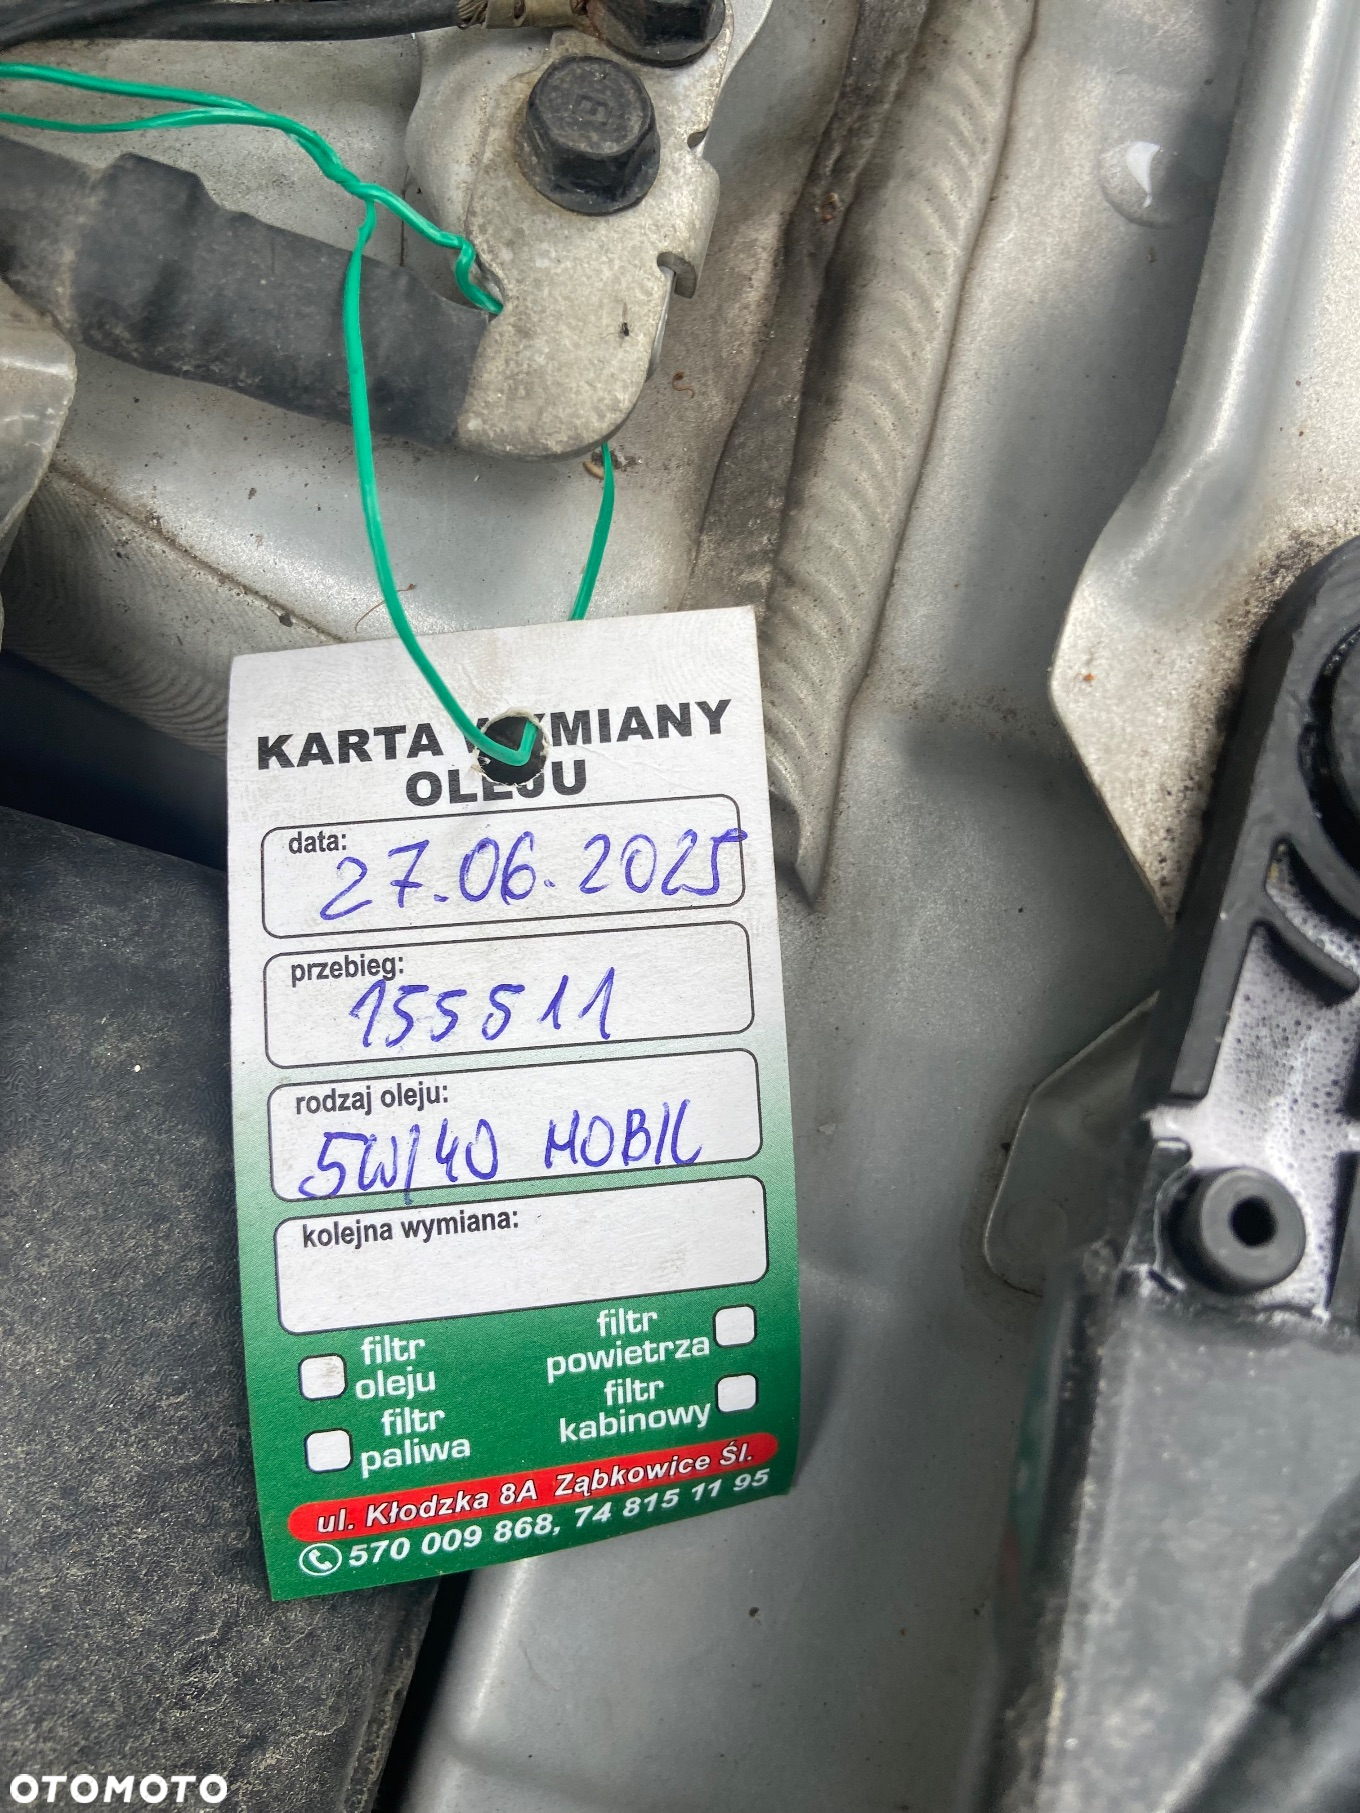 KARTA WYMIANY
OLEJU
data:
27.06.2025
przebieg:
155511
rodzaj oleju:
5W/40 MOBIL
kolejna wymiana:
filtr
oleju
filtr
powietrza
filtr
paliwa
filtr
kabinowy
ul. Kłodzka 8A Ząbkowice Śl.
570 009 868, 74 815 11 95
OTOMOTO